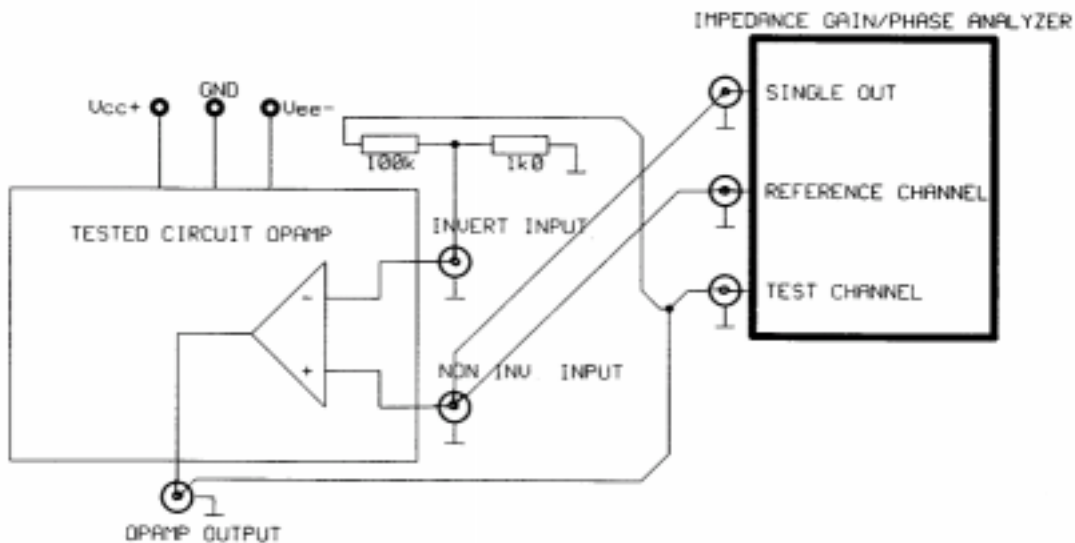 IMPEDANCE GAIN/PHASE ANALYZER
SINGLE OUT
REFERENCE CHANNEL
TEST CHANNEL
Vcc+
GND
Vee-
100k
1k0
TESTED CIRCUIT OPAMP
INVERT INPUT
-
+
NON INV. INPUT
OPAMP OUTPUT